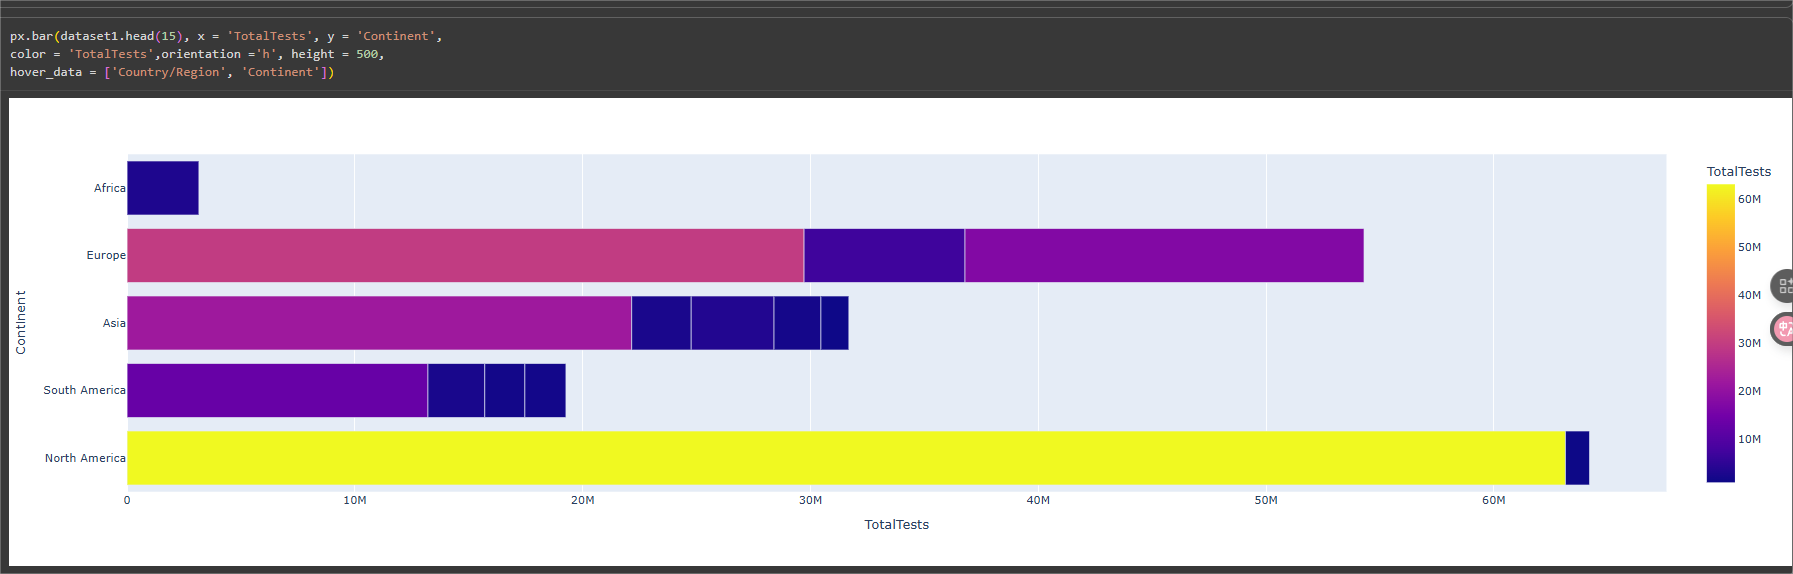 px.bar(dataset1.head(15), x = 'TotalTests', y = 'Continent',
color = 'TotalTests',orientation ='h', height = 500,
hover_data = ['Country/Region', 'Continent'])
Continent
Africa
Europe
Asia
South America
North America
0 10M 20M 30M 40M 50M 60M
TotalTests
TotalTests
60M
50M
40M
30M
20M
10M
中
A